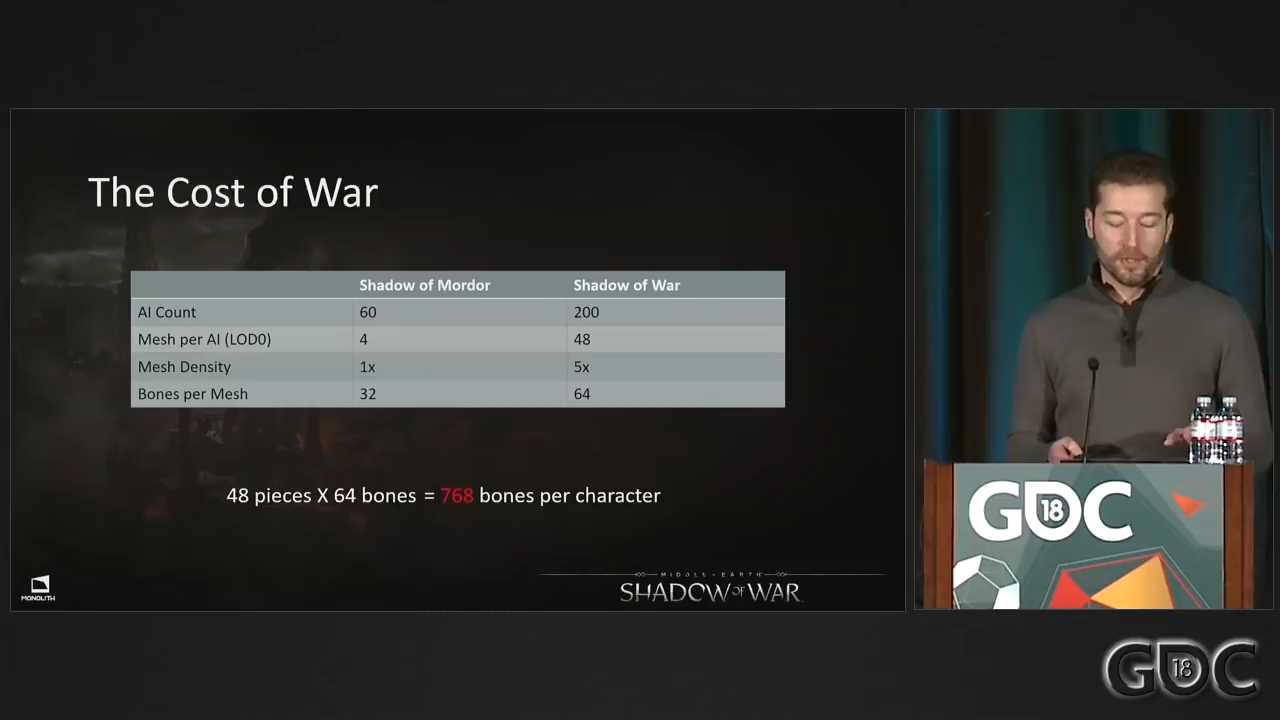 The Cost of War
Shadow of Mordor Shadow of War
AI Count 60 200
Mesh per AI (LOD0) 4 48
Mesh Density 1x 5x
Bones per Mesh 32 64
48 pieces X 64 bones = 768 bones per character
MONOLITH
MIDDLE-EARTH
SHADOW OF WAR
GDC
18
GDC
18